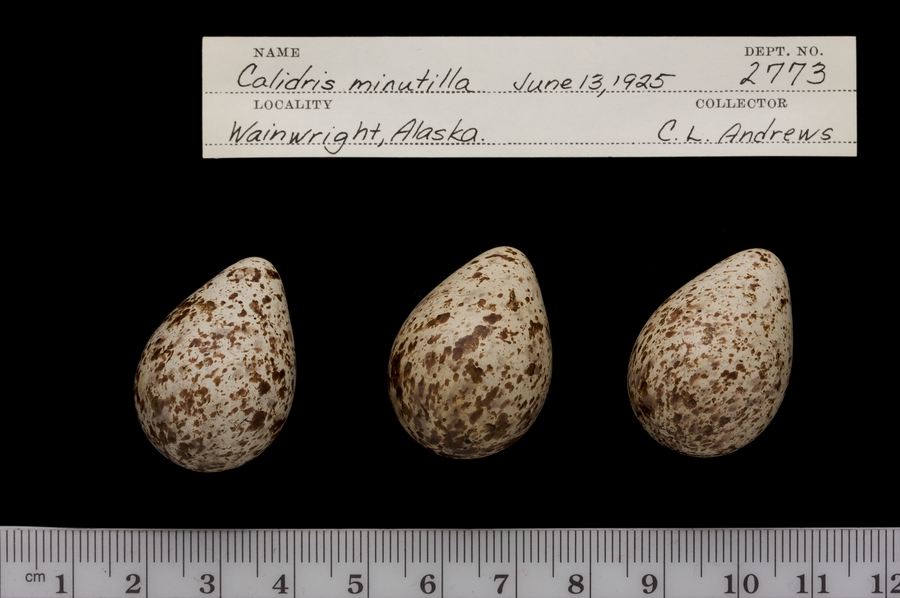 NAME DEPT. NO.
Calidris minutilla June 13, 1925 2773
LOCALITY COLLECTOR
Wainwright, Alaska. C. L. Andrews
cm 1 2 3 4 5 6 7 8 9 10 11 12